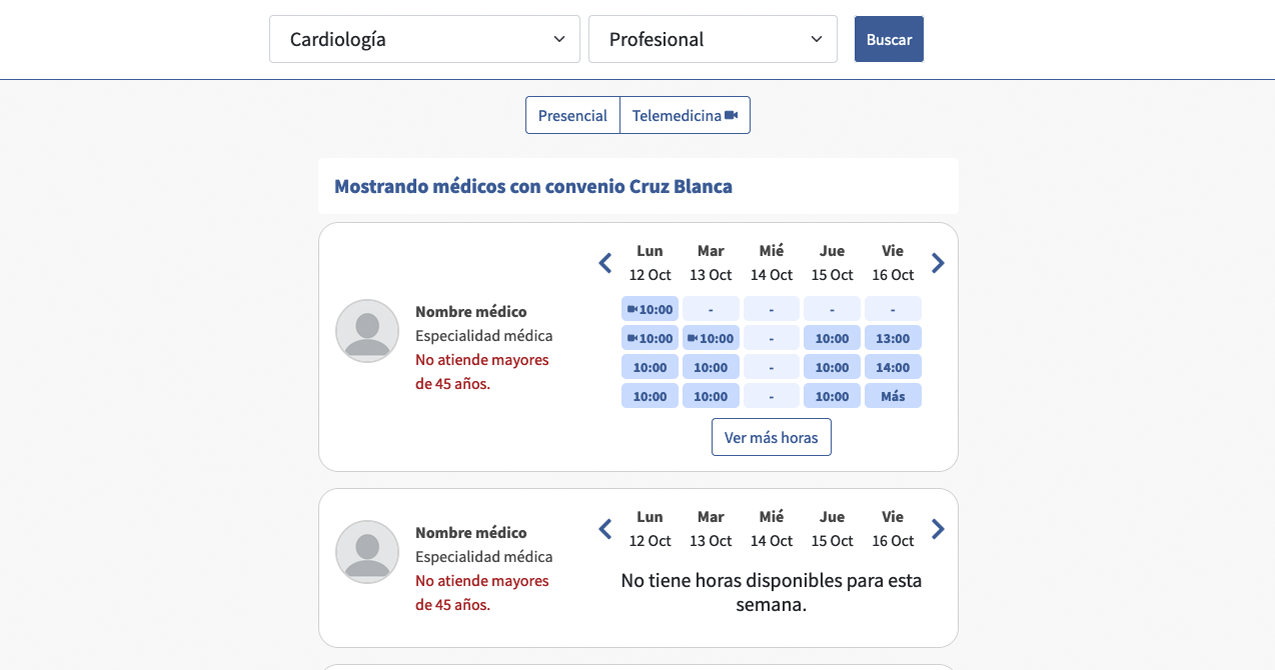 Cardiología Profesional Buscar
Presencial Telemedicina
Mostrando médicos con convenio Cruz Blanca
Nombre médico
Especialidad médica
No atiende mayores
de 45 años.
Lun Mar Mié Jue Vie
12 Oct 13 Oct 14 Oct 15 Oct 16 Oct
10:00 - - - -
10:00 10:00 - 10:00 13:00
10:00 10:00 - 10:00 14:00
10:00 10:00 - 10:00 Más
Ver más horas
Nombre médico
Especialidad médica
No atiende mayores
de 45 años.
Lun Mar Mié Jue Vie
12 Oct 13 Oct 14 Oct 15 Oct 16 Oct
No tiene horas disponibles para esta
semana.